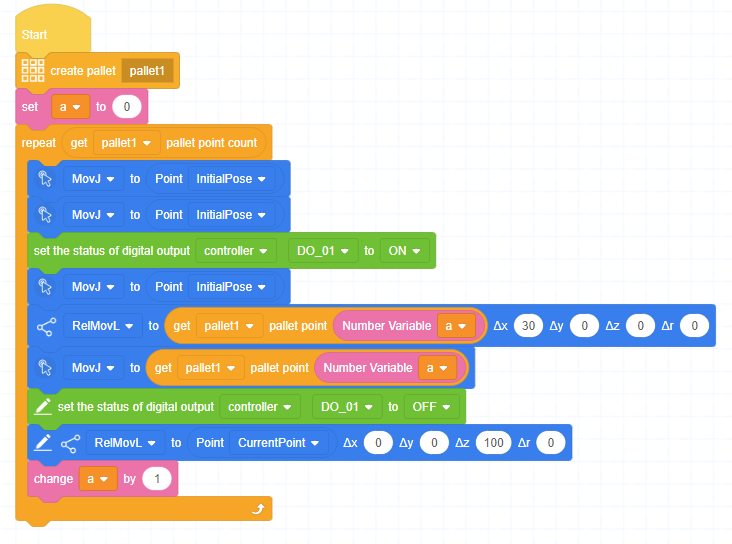 Start
create pallet pallet1
set a to 0
repeat get pallet1 pallet point count
MovJ to Point InitialPose
MovJ to Point InitialPose
set the status of digital output controller DO_01 to ON
MovJ to Point InitialPose
RelMovL to get pallet1 pallet point Number Variable a Δx 30 Δy 0 Δz 0 Δr 0
MovJ to get pallet1 pallet point Number Variable a
set the status of digital output controller DO_01 to OFF
RelMovL to Point CurrentPoint Δx 0 Δy 0 Δz 100 Δr 0
change a by 1